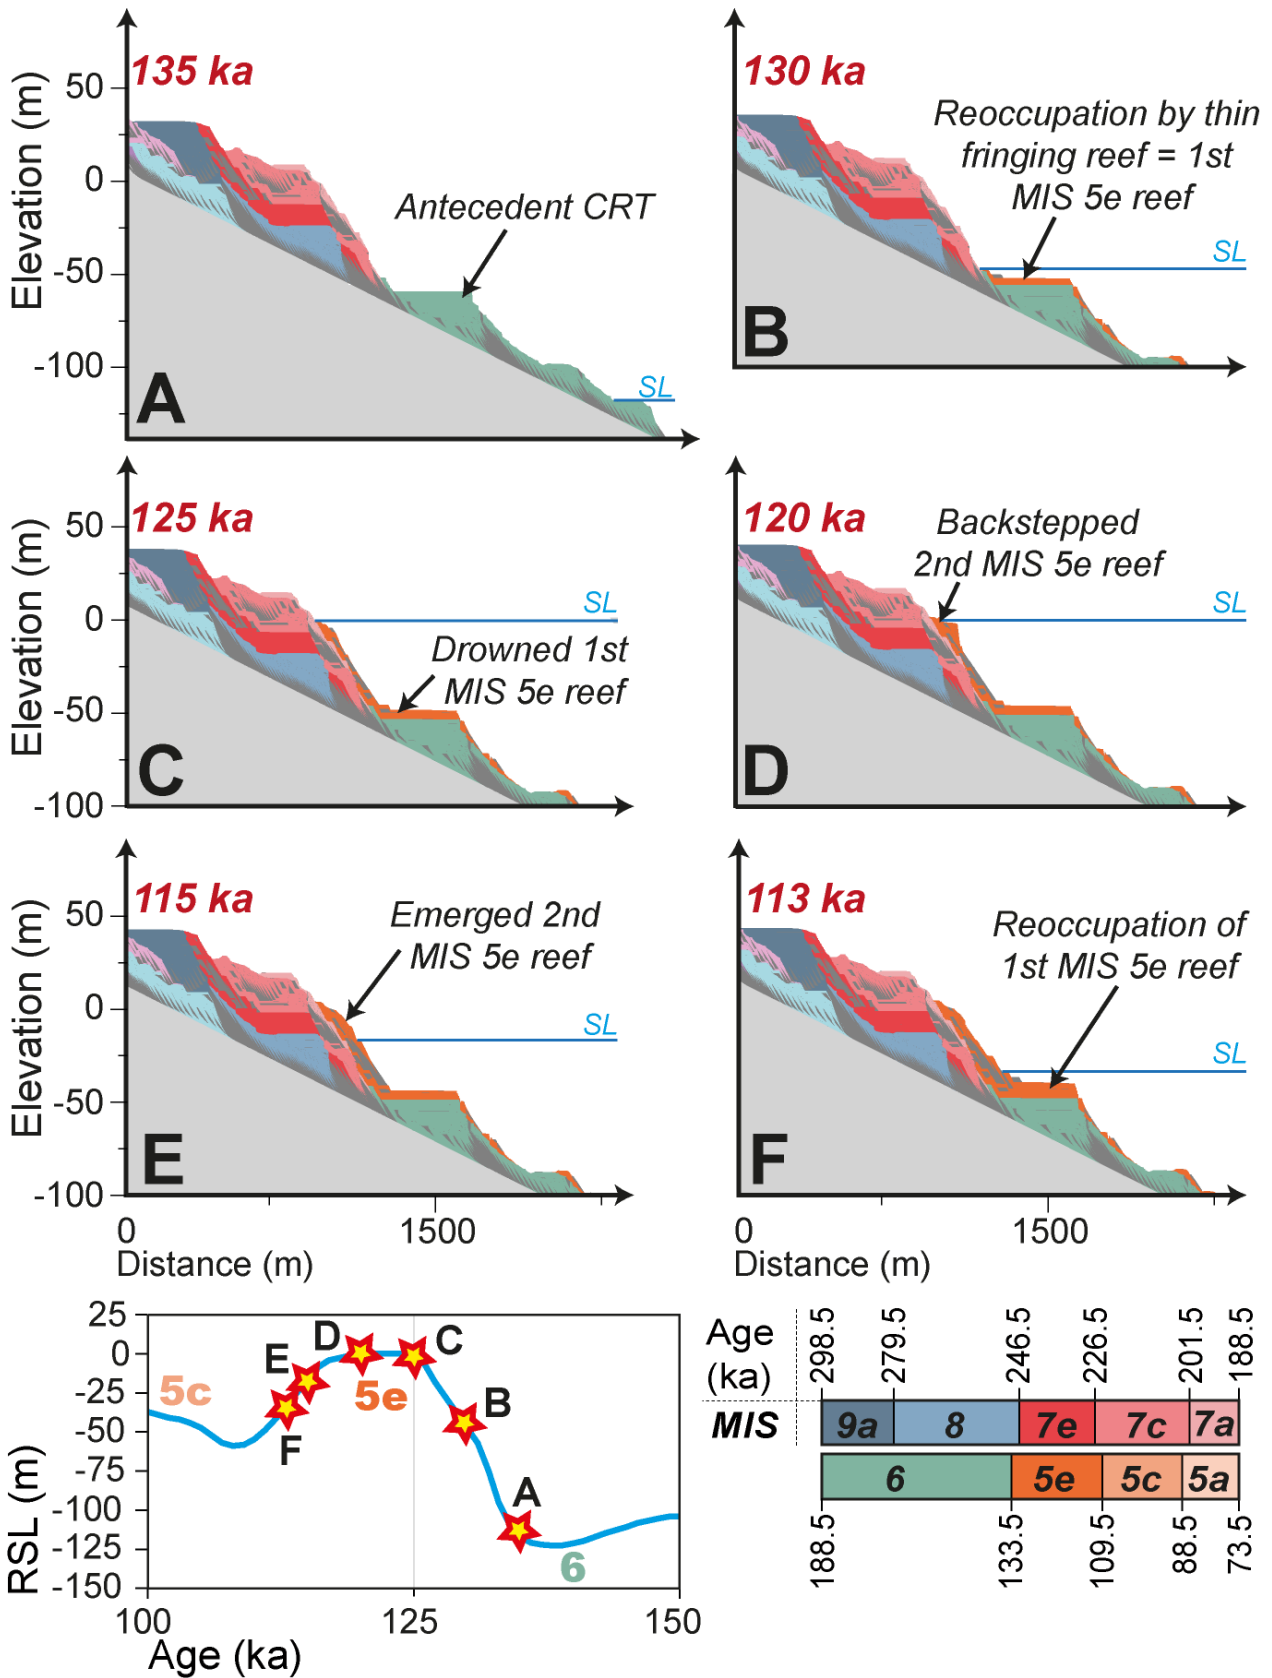 135 ka
Elevation (m)
50
0
-50
-100
Antecedent CRT
SL
A
130 ka
Reoccupation by thin
fringing reef = 1st
MIS 5e reef
SL
B
125 ka
Elevation (m)
50
0
-50
-100
SL
Drowned 1st
MIS 5e reef
C
120 ka
Backstepped
2nd MIS 5e reef
SL
D
115 ka
Elevation (m)
50
0
-50
-100
Emerged 2nd
MIS 5e reef
SL
E
0
1500
Distance (m)
113 ka
Reoccupation of
1st MIS 5e reef
SL
F
0
1500
Distance (m)
RSL (m)
25
0
-25
-50
-75
-100
-125
-150
5c
E
D
C
5e
F
B
A
6
100
125
150
Age (ka)
Age
(ka)
298.5
279.5
246.5
226.5
201.5
188.5
MIS
9a
8
7e
7c
7a
6
5e
5c
5a
188.5
133.5
109.5
88.5
73.5